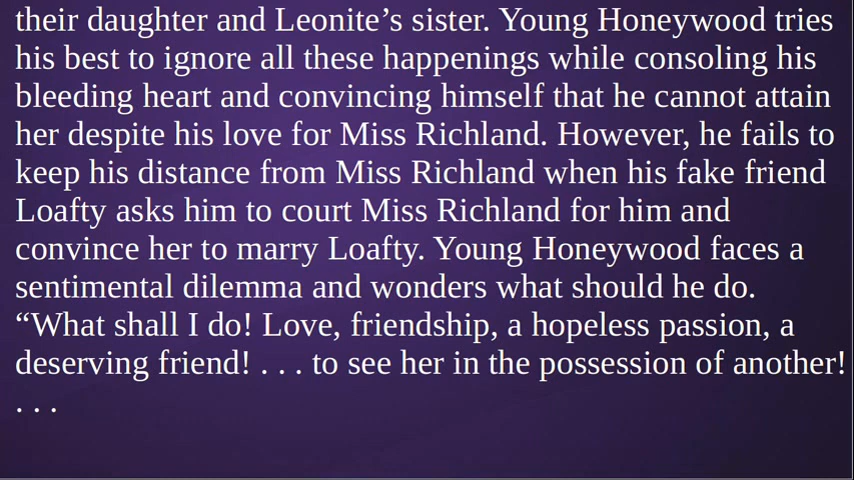 their daughter and Leonite’s sister. Young Honeywood tries
his best to ignore all these happenings while consoling his
bleeding heart and convincing himself that he cannot attain
her despite his love for Miss Richland. However, he fails to
keep his distance from Miss Richland when his fake friend
Loafty asks him to court Miss Richland for him and
convince her to marry Loafty. Young Honeywood faces a
sentimental dilemma and wonders what should he do.
“What shall I do! Love, friendship, a hopeless passion, a
deserving friend! . . . to see her in the possession of another!
. . .